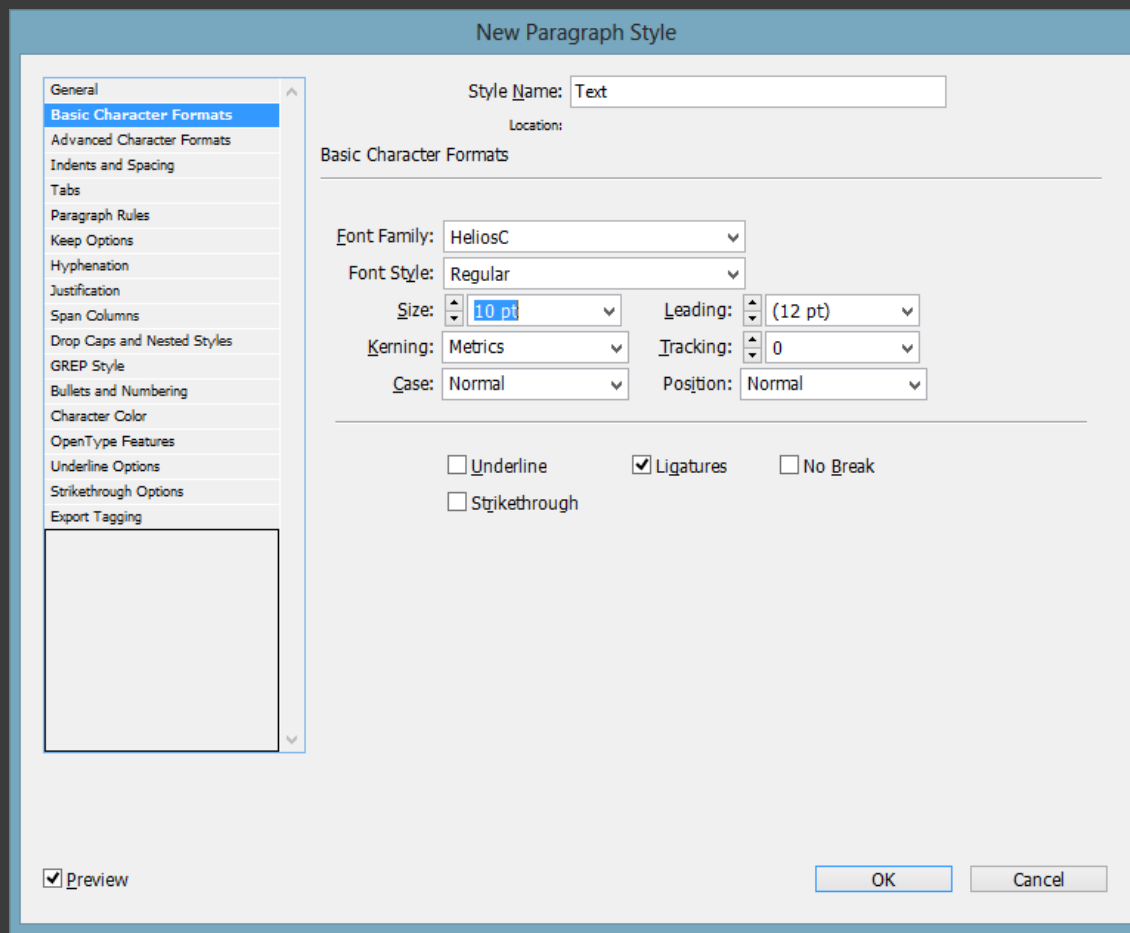 New Paragraph Style
General
Basic Character Formats
Advanced Character Formats
Indents and Spacing
Tabs
Paragraph Rules
Keep Options
Hyphenation
Justification
Span Columns
Drop Caps and Nested Styles
GREP Style
Bullets and Numbering
Character Color
OpenType Features
Underline Options
Strikethrough Options
Export Tagging
Style Name: Text
Location:
Basic Character Formats
Font Family: HeliosC
Font Style: Regular
Size: 10 pt Leading: (12 pt)
Kerning: Metrics Tracking: 0
Case: Normal Position: Normal
Underline Ligatures No Break
Strikethrough
Preview OK Cancel